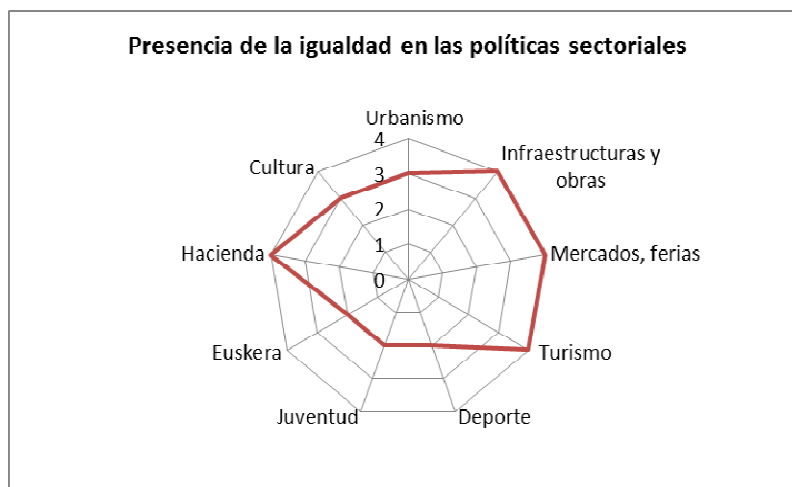 Presencia de la igualdad en las políticas sectoriales
Urbanismo
4
3
2
1
0
Infraestructuras y
obras
Mercados, ferias
Turismo
Deporte
Juventud
Euskera
Hacienda
Cultura